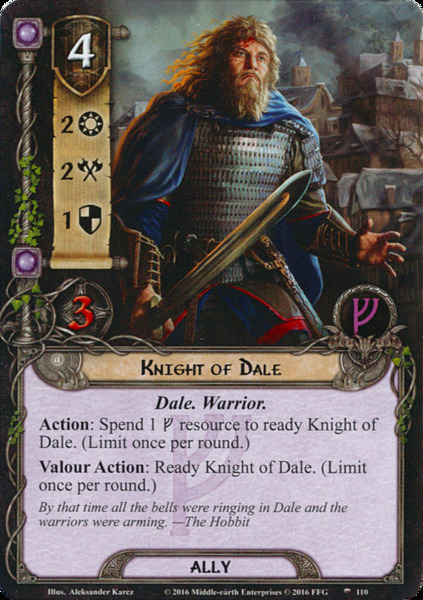 4
2
2
1
3
KNIGHT OF DALE
Dale. Warrior.
Action: Spend 1 ᚠ resource to ready Knight of
Dale. (Limit once per round.)
Valour Action: Ready Knight of Dale. (Limit
once per round.)
By that time all the bells were ringing in Dale and the
warriors were arming. —The Hobbit
ALLY
Illus. Aleksander Karcz © 2016 Middle-earth Enterprises © 2016 FFG 110